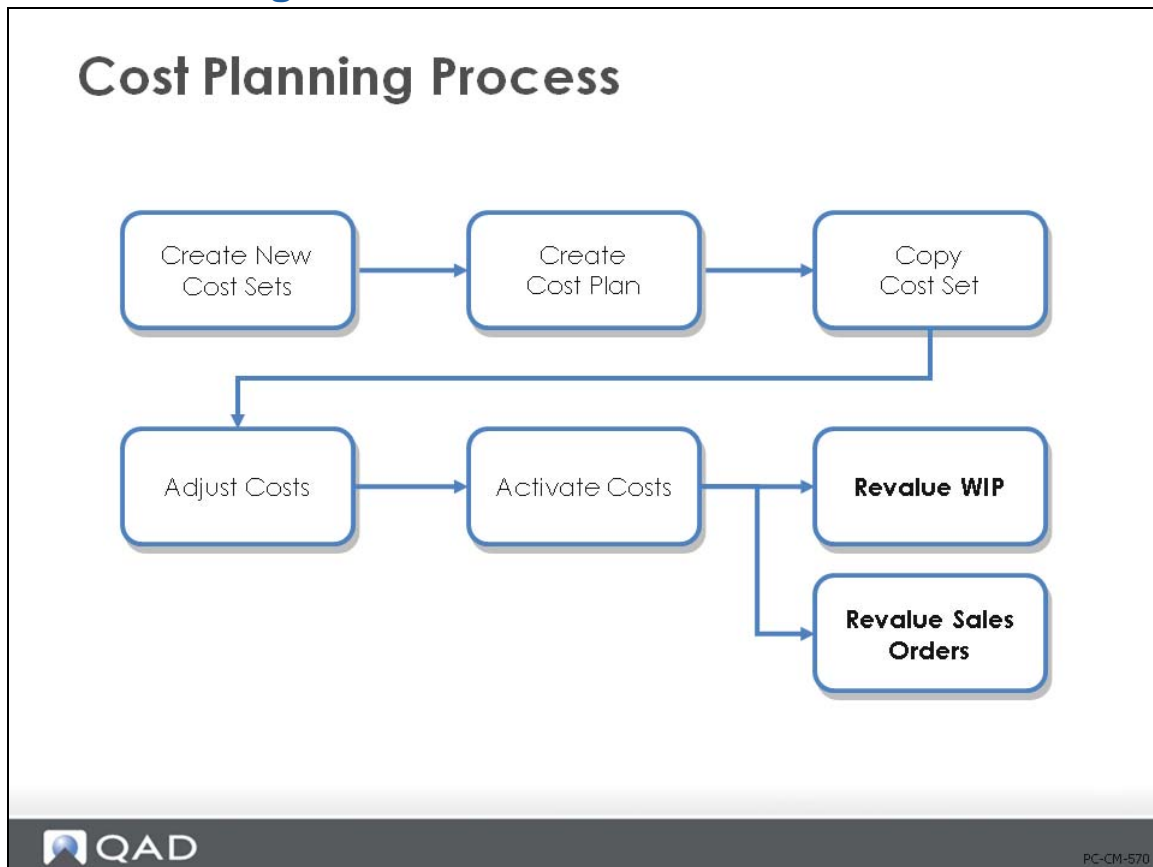 Cost Planning Process
Create New
Cost Sets
Create
Cost Plan
Copy
Cost Set
Adjust Costs
Activate Costs
Revalue WIP
Revalue Sales
Orders
QAD
PC-CM-570